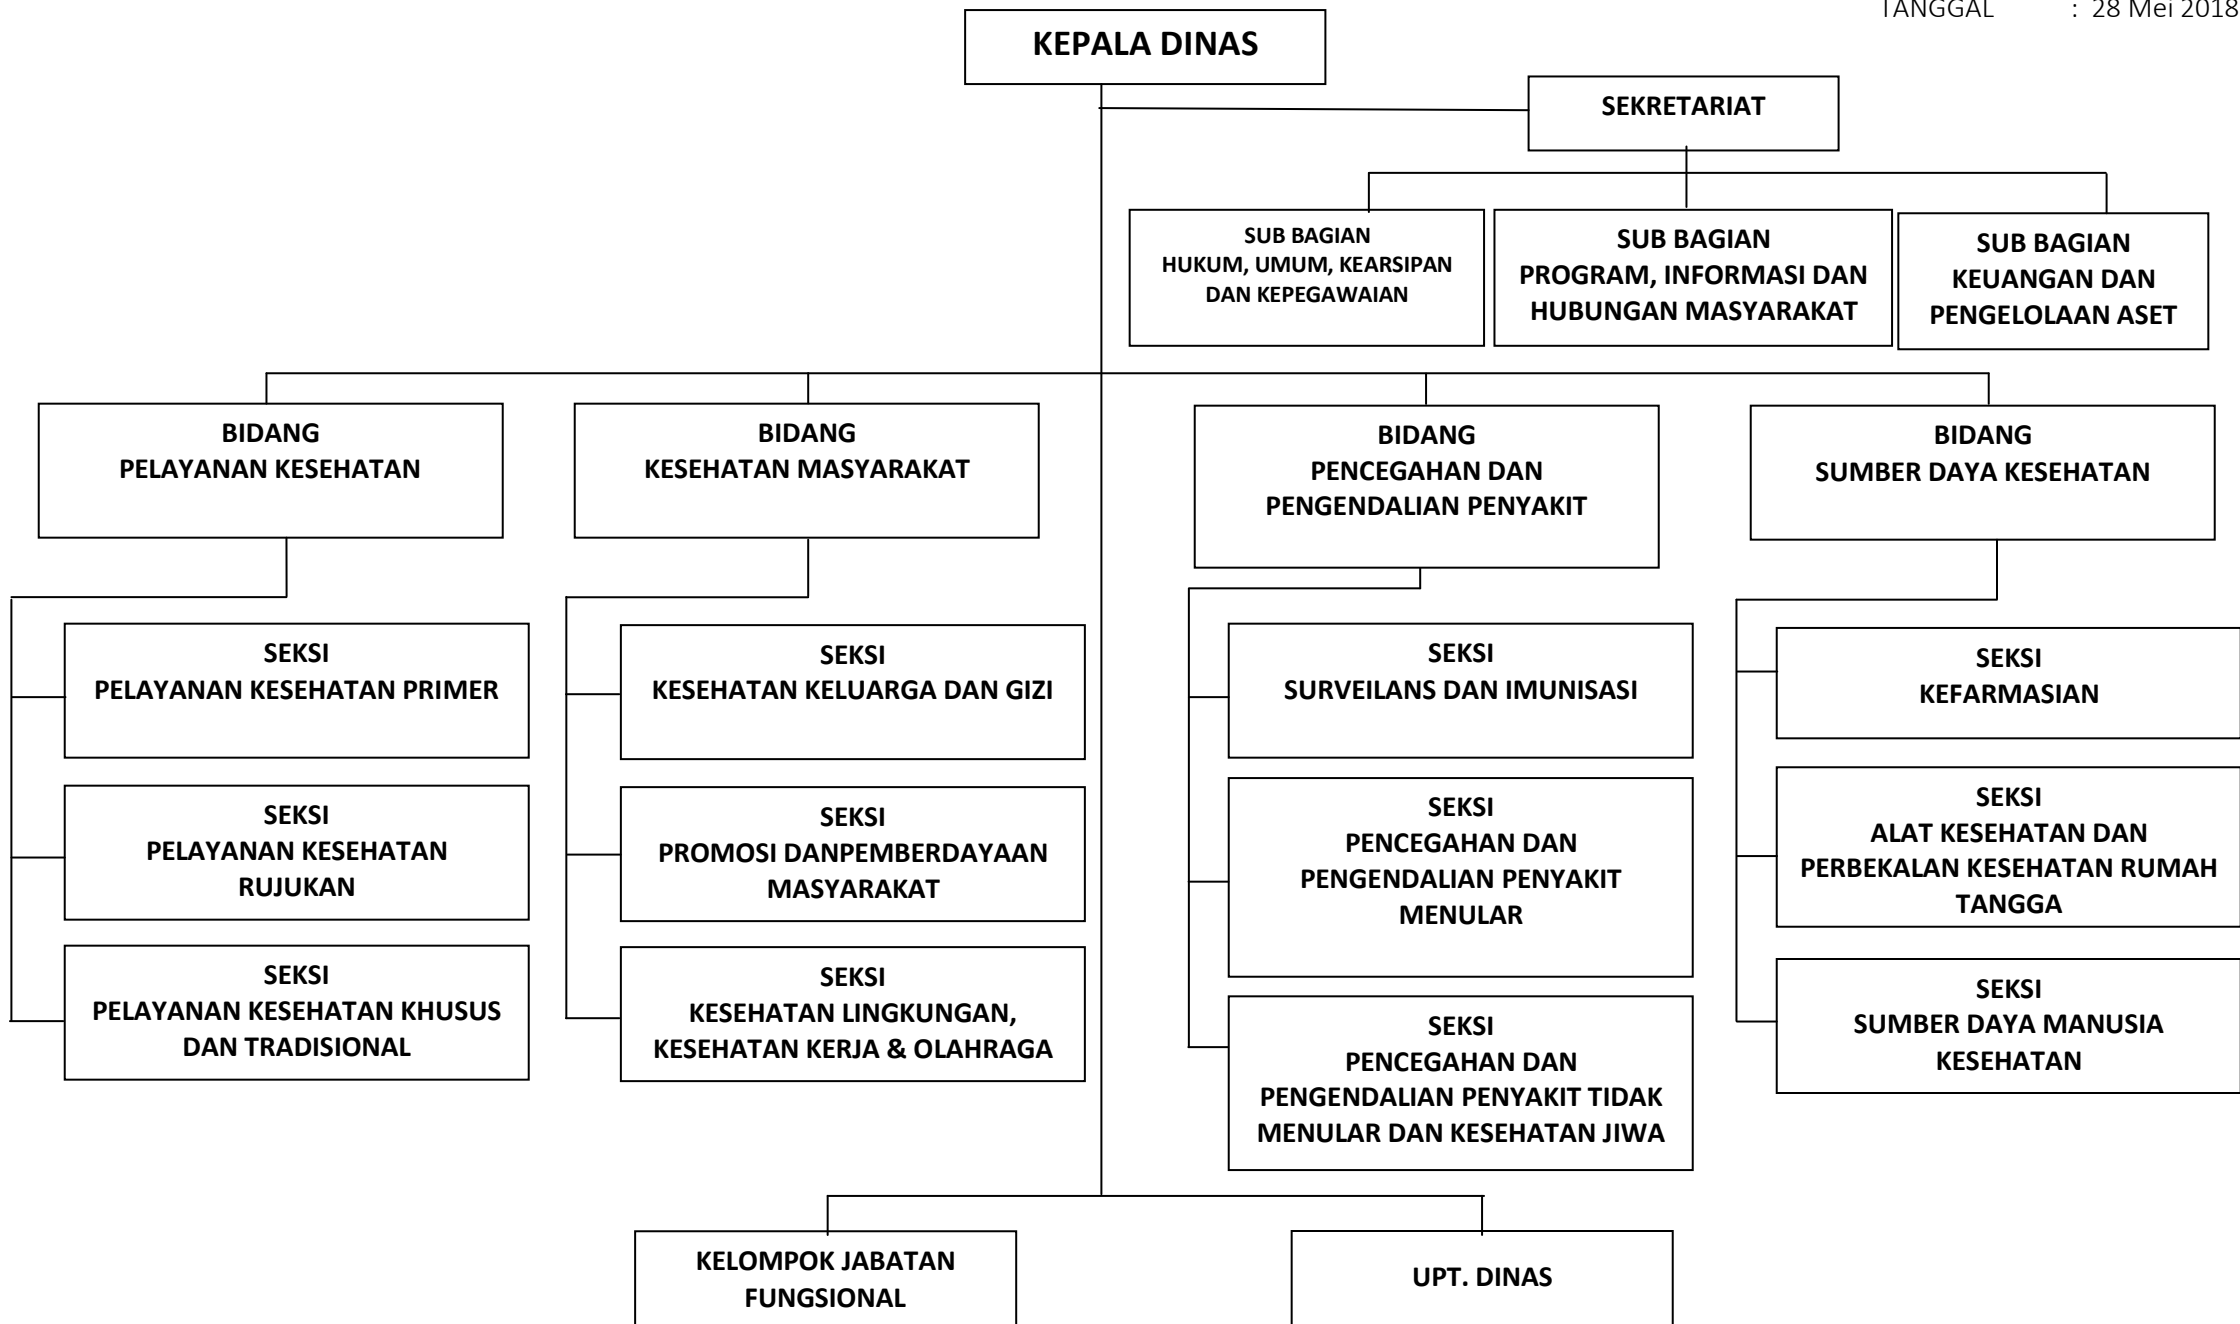 TANGGAL : 28 Mei 2018
KEPALA DINAS
SEKRETARIAT
SUB BAGIAN
HUKUM, UMUM, KEARSIPAN
DAN KEPEGAWAIAN
SUB BAGIAN
PROGRAM, INFORMASI DAN
HUBUNGAN MASYARAKAT
SUB BAGIAN
KEUANGAN DAN
PENGELOLAAN ASET
BIDANG
PELAYANAN KESEHATAN
BIDANG
KESEHATAN MASYARAKAT
BIDANG
PENCEGAHAN DAN
PENGENDALIAN PENYAKIT
BIDANG
SUMBER DAYA KESEHATAN
SEKSI
PELAYANAN KESEHATAN PRIMER
SEKSI
PELAYANAN KESEHATAN
RUJUKAN
SEKSI
PELAYANAN KESEHATAN KHUSUS
DAN TRADISIONAL
SEKSI
KESEHATAN KELUARGA DAN GIZI
SEKSI
PROMOSI DANPEMBERDAYAAN
MASYARAKAT
SEKSI
KESEHATAN LINGKUNGAN,
KESEHATAN KERJA & OLAHRAGA
SEKSI
SURVEILANS DAN IMUNISASI
SEKSI
PENCEGAHAN DAN
PENGENDALIAN PENYAKIT
MENULAR
SEKSI
PENCEGAHAN DAN
PENGENDALIAN PENYAKIT TIDAK
MENULAR DAN KESEHATAN JIWA
SEKSI
KEFARMASIAN
SEKSI
ALAT KESEHATAN DAN
PERBEKALAN KESEHATAN RUMAH
TANGGA
SEKSI
SUMBER DAYA MANUSIA
KESEHATAN
KELOMPOK JABATAN
FUNGSIONAL
UPT. DINAS